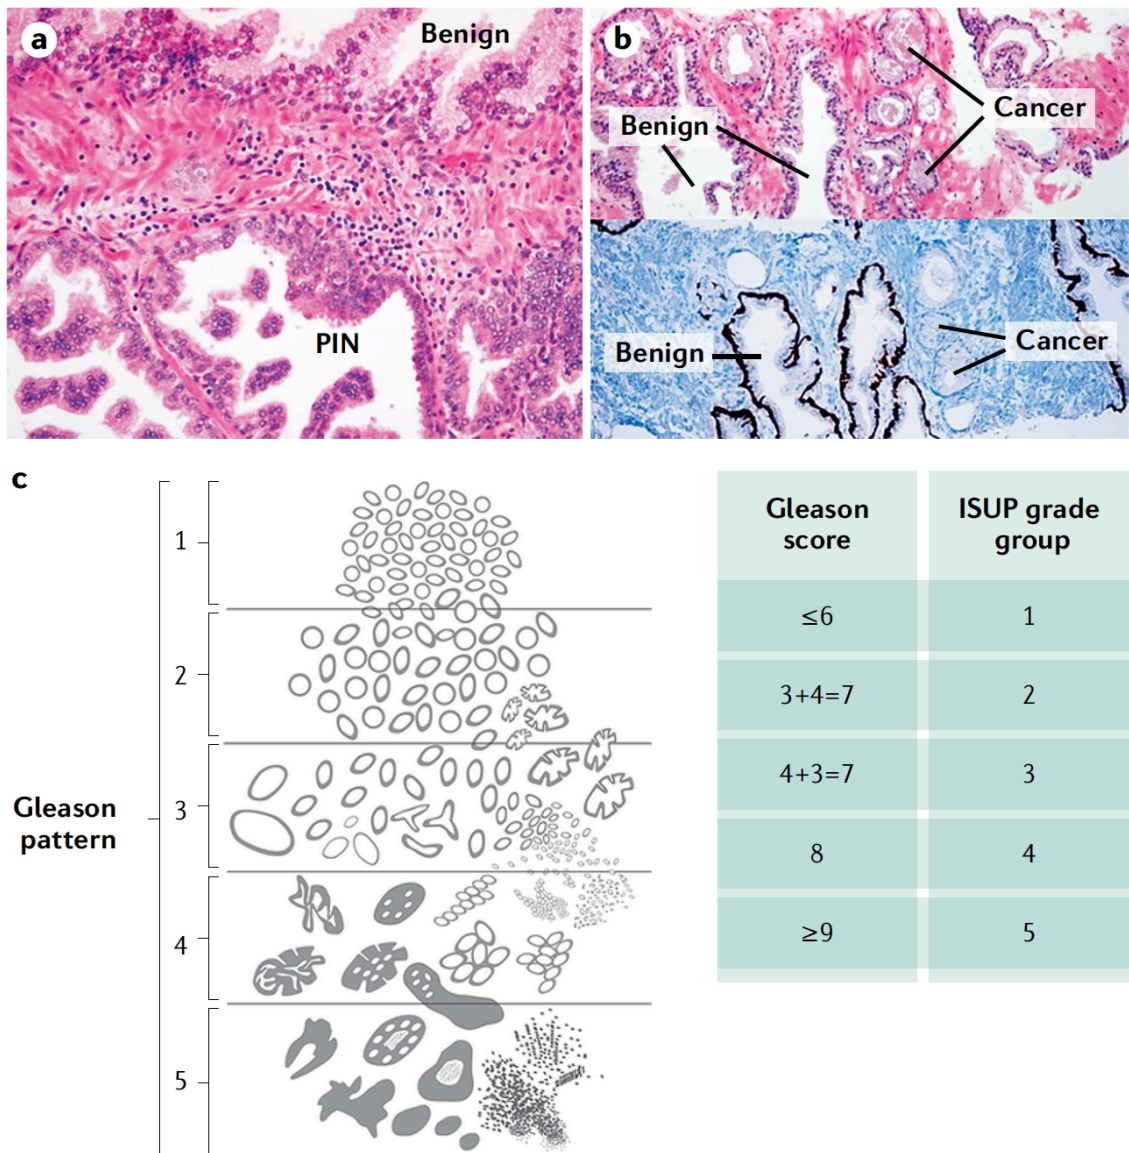 a
Benign
PIN
b
Benign
Cancer
Benign
Cancer
c
Gleason
pattern
1
2
3
4
5
Gleason
score
ISUP grade
group
≤6
1
3+4=7
2
4+3=7
3
8
4
≥9
5